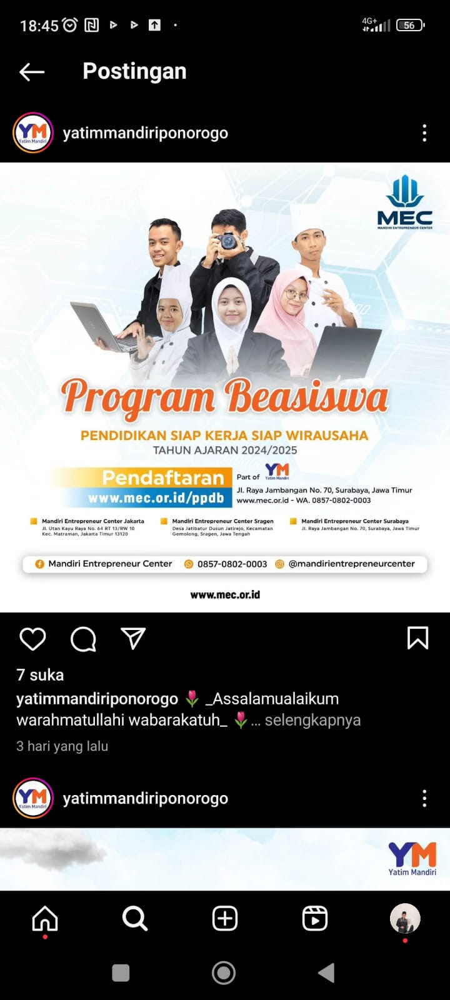 18:45
4G+
56
Postingan
YM
Yatim Mandiri
yatimmandiriponorogo
MEC
MANDIRI ENTREPRENEUR CENTER
Program Beasiswa
PENDIDIKAN SIAP KERJA SIAP WIRAUSAHA
TAHUN AJARAN 2024/2025
Pendaftaran
www.mec.or.id/ppdb
Part of YM Yatim Mandiri
Jl. Raya Jambangan No. 70, Surabaya, Jawa Timur
www.mec.or.id - WA. 0857-0802-0003
Mandiri Entrepreneur Center Jakarta
Jl. Utan Kayu Raya No. 64 RT 13/RW 10
Kec. Matraman, Jakarta Timur 13120
Mandiri Entrepreneur Center Sragen
Desa Jatibatur Dusun Jatirejo, Kecamatan
Gemolong, Sragen, Jawa Tengah
Mandiri Entrepreneur Center Surabaya
Jl. Raya Jambangan No. 70, Surabaya, Jawa Timur
Mandiri Entrepreneur Center 0857-0802-0003 @mandirientrepreneurcenter
www.mec.or.id
7 suka
yatimmandiriponorogo 🌷 _Assalamualaikum
warahmatullahi wabarakatuh_ 🌷... selengkapnya
3 hari yang lalu
YM
Yatim Mandiri
yatimmandiriponorogo
YM
Yatim Mandiri